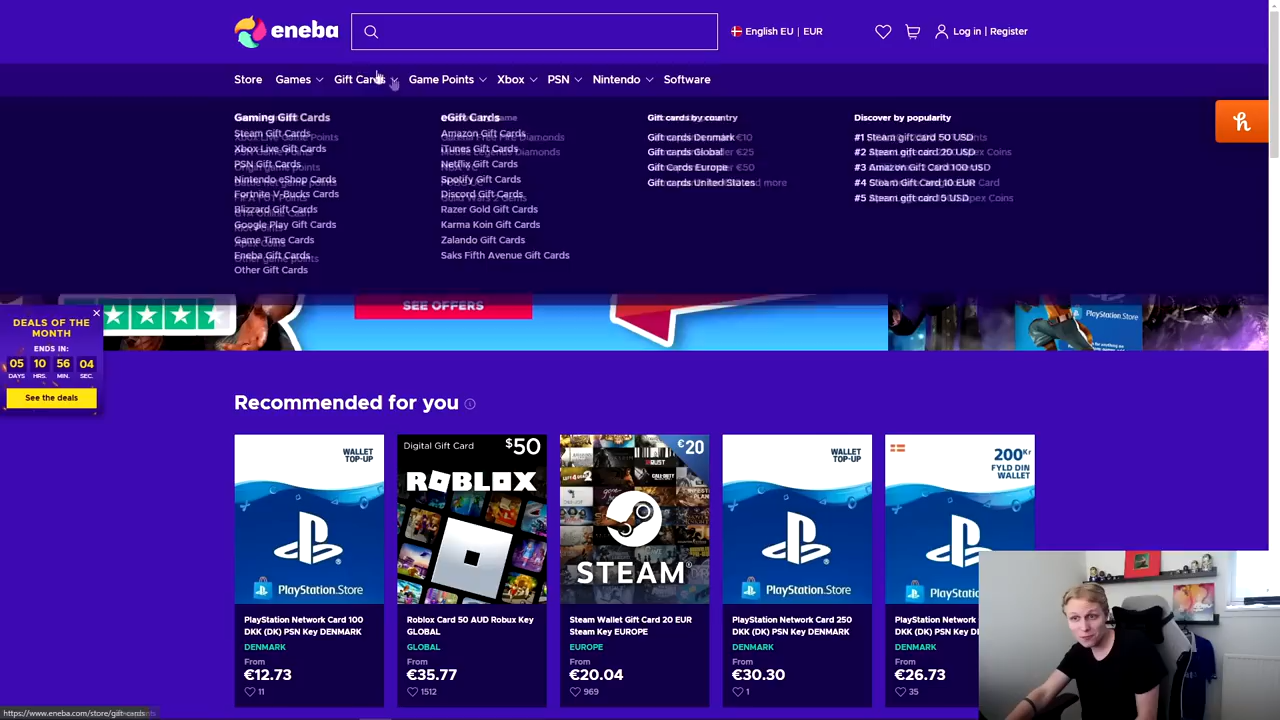 eneba
English EU | EUR
Log in | Register
Store
Games
Gift Cards
Game Points
Xbox
PSN
Nintendo
Software
Gaming Gift Cards
Steam Gift Cards
Xbox Live Gift Cards
PSN Gift Cards
Nintendo eShop Cards
Fortnite V-Bucks Cards
Blizzard Gift Cards
Google Play Gift Cards
Game Time Cards
Eneba Gift Cards
Other Gift Cards
eGift Cards
Amazon Gift Cards
iTunes Gift Cards
Netflix Gift Cards
Spotify Gift Cards
Discord Gift Cards
Razer Gold Gift Cards
Karma Koin Gift Cards
Zalando Gift Cards
Saks Fifth Avenue Gift Cards
Gift cards by country
Gift cards Denmark
Gift cards Global
Gift cards Europe
Gift cards United States
Discover by popularity
#1 Steam gift card 50 USD
#2 Steam gift card 20 USD
#3 Amazon Gift Card 100 USD
#4 Steam Gift Card 10 EUR
#5 Steam gift card 5 USD
SEE OFFERS
PlayStation Store
DEALS OF THE
MONTH
ENDS IN:
05 10 56 04
DAYS HRS. MIN. SEC.
See the deals
Recommended for you
WALLET
TOP-UP
PlayStation Store
PlayStation Network Card 100
DKK (DK) PSN Key DENMARK
DENMARK
From
€12.73
11
Digital Gift Card $50
ROBLOX
Roblox Card 50 AUD Robux Key
GLOBAL
GLOBAL
From
€35.77
1512
€20
STEAM
Steam Wallet Gift Card 20 EUR
Steam Key EUROPE
EUROPE
From
€20.04
969
WALLET
TOP-UP
PlayStation Store
PlayStation Network Card 250
DKK (DK) PSN Key DENMARK
DENMARK
From
€30.30
1
200Kr
FYLD DIN
WALLET
PlayStation
PlayStation Network
DKK (DK) PSN Key
DENMARK
From
€26.73
35
https://www.eneba.com/store/gift-cards